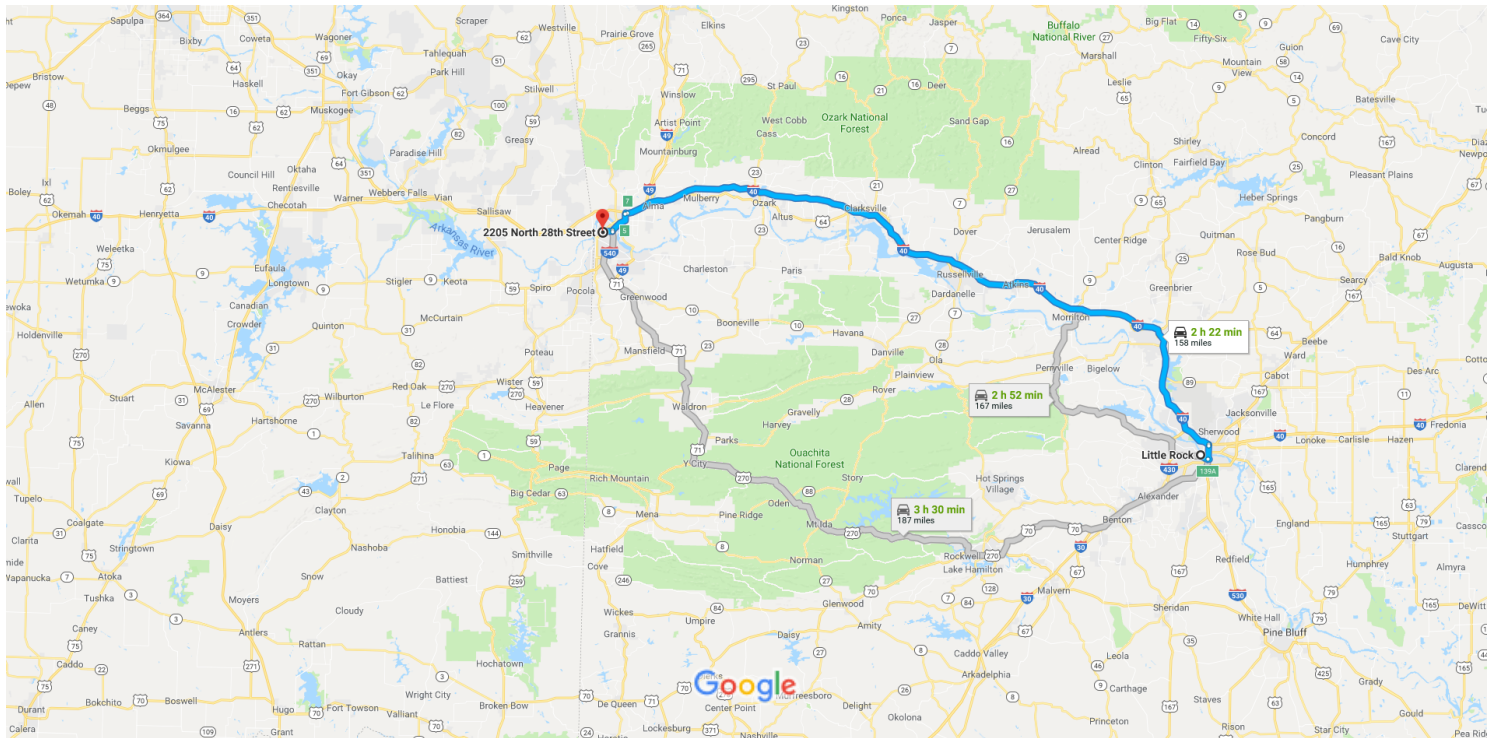 Sapulpa
Bixby
Coweta
Wagoner
Scraper
Westville
Prairie Grove
Elkins
Kingston
Ponca
Jasper
Buffalo
National River
Big Flat
Fifty-Six
Guion
Cave City
Marshall
Mountain
View
Tahlequah
Park Hill
Okay
Haskell
Bristow
Depew
Beggs
Fort Gibson
Muskogee
Stilwell
Winslow
St Paul
Deer
Leslie
Batesville
Okmulgee
Greasy
Artist Point
West Cobb
Cass
Ozark National
Forest
Sand Gap
Shirley
Concord
Paradise Hill
Mountainburg
Alread
Clinton
Fairfield Bay
Pleasant Plains
Ixl
Boley
Council Hill
Oktaha
Rentiesville
Warner
Webbers Falls
Vian
Checotah
Sallisaw
Mulberry
Ozark
Altus
Clarksville
Heber Springs
Pangburn
Okemah
Henryetta
2205 North 28th Street
Dover
Jerusalem
Quitman
Weleetka
Arkansas
River
Center Ridge
Rose Bud
Bald Knob
Eufaula
Longtown
Stigler
Keota
Spiro
Pocola
Charleston
Paris
Russellville
Dardanelle
Atkins
Greenbrier
Searcy
Augusta
Wetumka
Canadian
Crowder
Greenwood
Morrilton
McCurtain
Booneville
Havana
2 h 22 min
158 miles
Holdenville
Quinton
Poteau
Mansfield
Danville
Ola
Plainview
Perryville
Bigelow
Beebe
Ward
Cabot
Des Arc
McAlester
Red Oak
Wister
Rover
2 h 52 min
167 miles
Allen
Stuart
Wilburton
Le Flore
Heavener
Waldron
Gravelly
Harvey
Jacksonville
Hartshorne
Savanna
Sherwood
Lonoke
Carlisle
Hazen
Fredonia
Parks
Little Rock
139A
Kiowa
Talihina
Page
Y City
Ouachita
National Forest
Story
Rich Mountain
Hot Springs
Village
Alexander
Big Cedar
Oden
3 h 30 min
187 miles
Tupelo
Clayton
Mena
Pine Ridge
Mt Ida
Benton
England
Coalgate
Daisy
Honobia
Stringtown
Clarita
Nashoba
Smithville
Hatfield
Cove
Norman
Rockwell
Lake Hamilton
Redfield
Stuttgart
Wapanucka
Atoka
Snow
Battiest
Malvern
Humphrey
Almyra
Tushka
Moyers
Cloudy
Wickes
Glenwood
Sheridan
White Hall
DeWitt
Caney
Antlers
Rattan
Grannis
Umpire
Daisy
Amity
Pine Bluff
Caddo
Hochatown
Caddo Valley
Leola
Grady
Google
Arkadelphia
Carthage
Bokchito
Boswell
Wright City
Broken Bow
De Queen
Center Point
Delight
Staves
Gould
Durant
Calera
Hugo
Fort Towson
Valliant
Okolona
Princeton
Rison
Star City
Grant
Lockesburg
Nashville